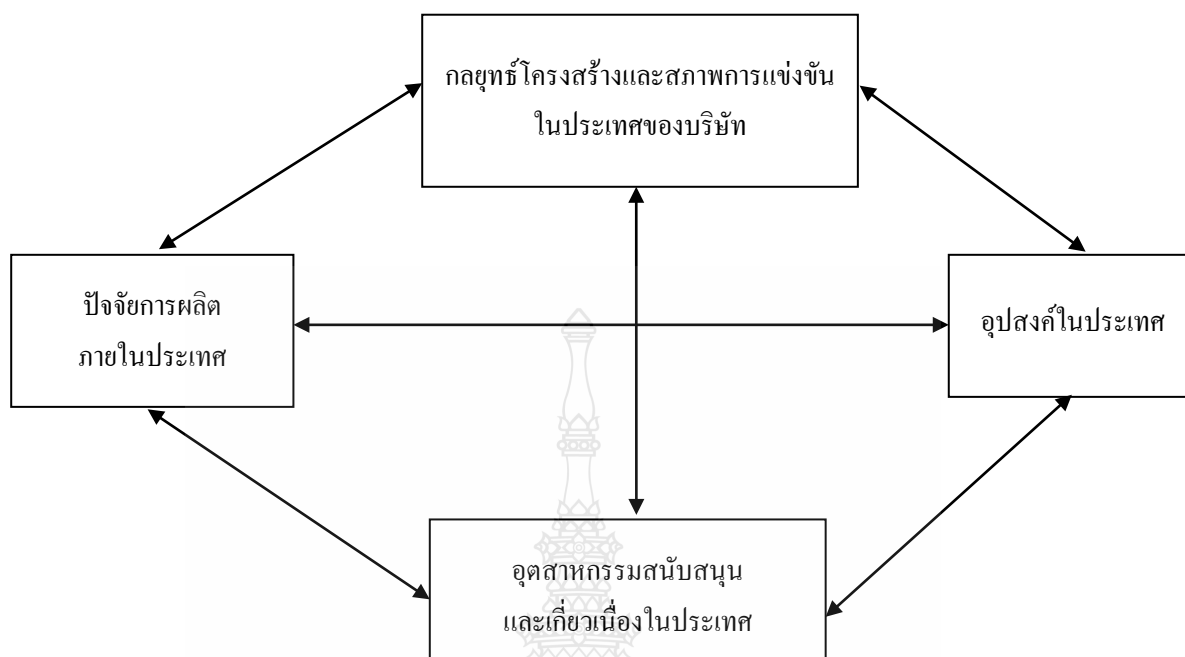 กลยุทธ์โครงสร้างและสภาพการแข่งขัน
ในประเทศของบริษัท
ปัจจัยการผลิต
ภายในประเทศ
อุปสงค์ในประเทศ
อุตสาหกรรมสนับสนุน
และเกี่ยวเนื่องในประเทศ